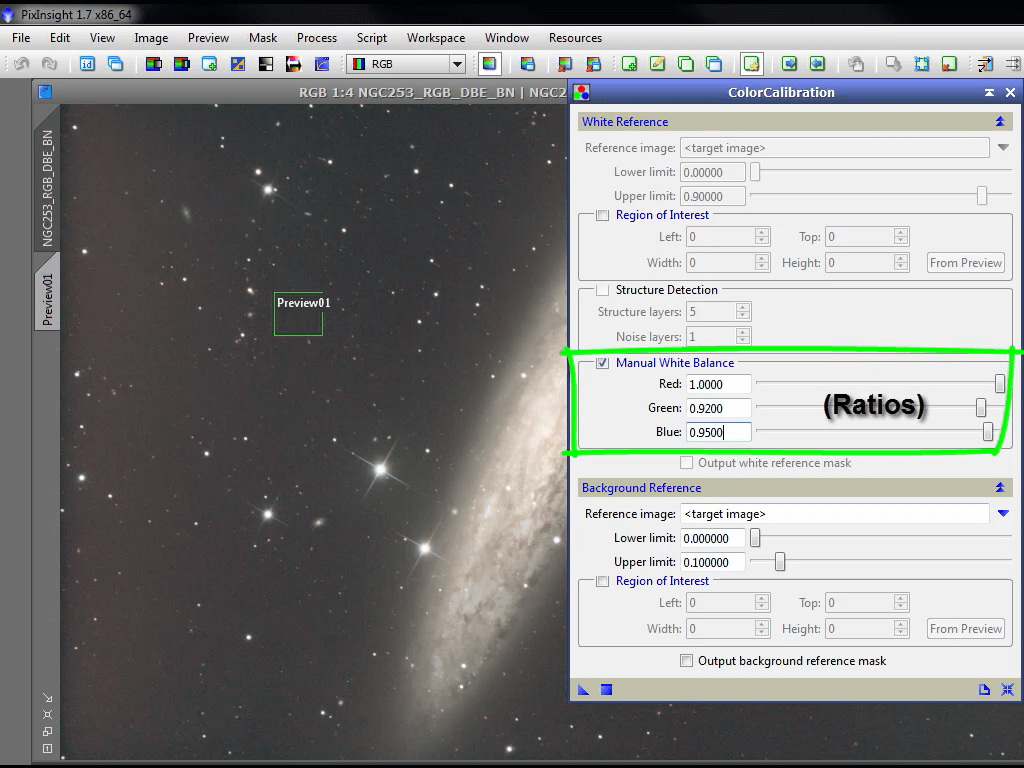 PixInsight 1.7 x86_64
File Edit View Image Preview Mask Process Script Workspace Window Resources
id RGB
RGB 1:4 NGC253_RGB_DBE_BN | NGC2
NGC253_RGB_DBE_BN
Preview01
Preview01
ColorCalibration
White Reference
Reference image: <target image>
Lower limit: 0.00000
Upper limit: 0.90000
Region of Interest
Left: 0 Top: 0
Width: 0 Height: 0 From Preview
Structure Detection
Structure layers: 5
Noise layers: 1
Manual White Balance
Red: 1.0000
Green: 0.9200 (Ratios)
Blue: 0.9500
Output white reference mask
Background Reference
Reference image: <target image>
Lower limit: 0.000000
Upper limit: 0.100000
Region of Interest
Left: 0 Top: 0
Width: 0 Height: 0 From Preview
Output background reference mask